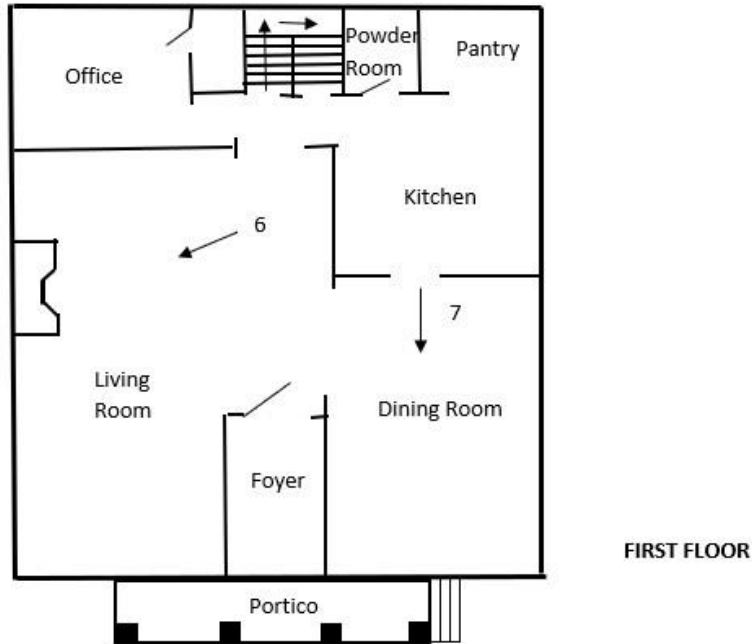 Powder
Room
Pantry
Office
Kitchen
6
7
Living
Room
Dining Room
Foyer
FIRST FLOOR
Portico